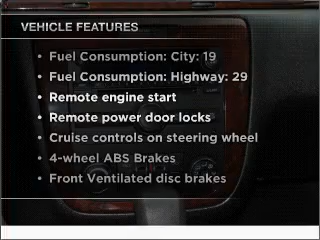 VEHICLE FEATURES
• Fuel Consumption: City: 19
• Fuel Consumption: Highway: 29
• Remote engine start
• Remote power door locks
• Cruise controls on steering wheel
• 4-wheel ABS Brakes
• Front Ventilated disc brakes